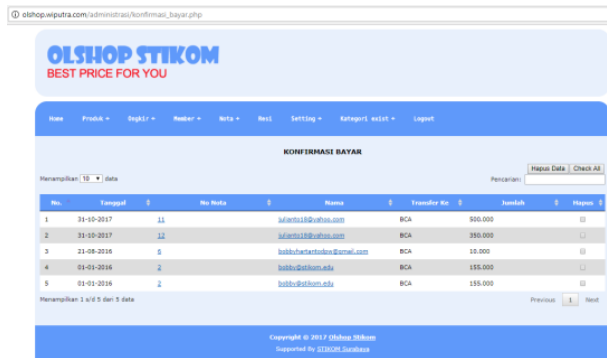 olshop.wiputra.com/administrasi/konfirmasi_bayar.php
OLSHOP STIKOM
BEST PRICE FOR YOU
Home Produk Ongkir Member Nota Resi Setting Kategori exist Logout
KONFIRMASI BAYAR
Hapus Data Check All
Menampilkan 10 data Pencarian:
No. Tanggal No Nota Nama Transfer Ke Jumlah Hapus
1 31-10-2017 11 julianto18@yahoo.com BCA 500.000
2 31-10-2017 12 julianto18@yahoo.com BCA 350.000
3 21-08-2016 6 bobbyhartantodpw@gmail.com BCA 10.000
4 01-01-2016 2 bobby@stikom.edu BCA 155.000
5 01-01-2016 2 bobby@stikom.edu BCA 155.000
Menampilkan 1 s/d 5 dari 5 data Previous 1 Next
Copyright © 2017 Olshop Stikom
Supported By STIKOM Surabaya